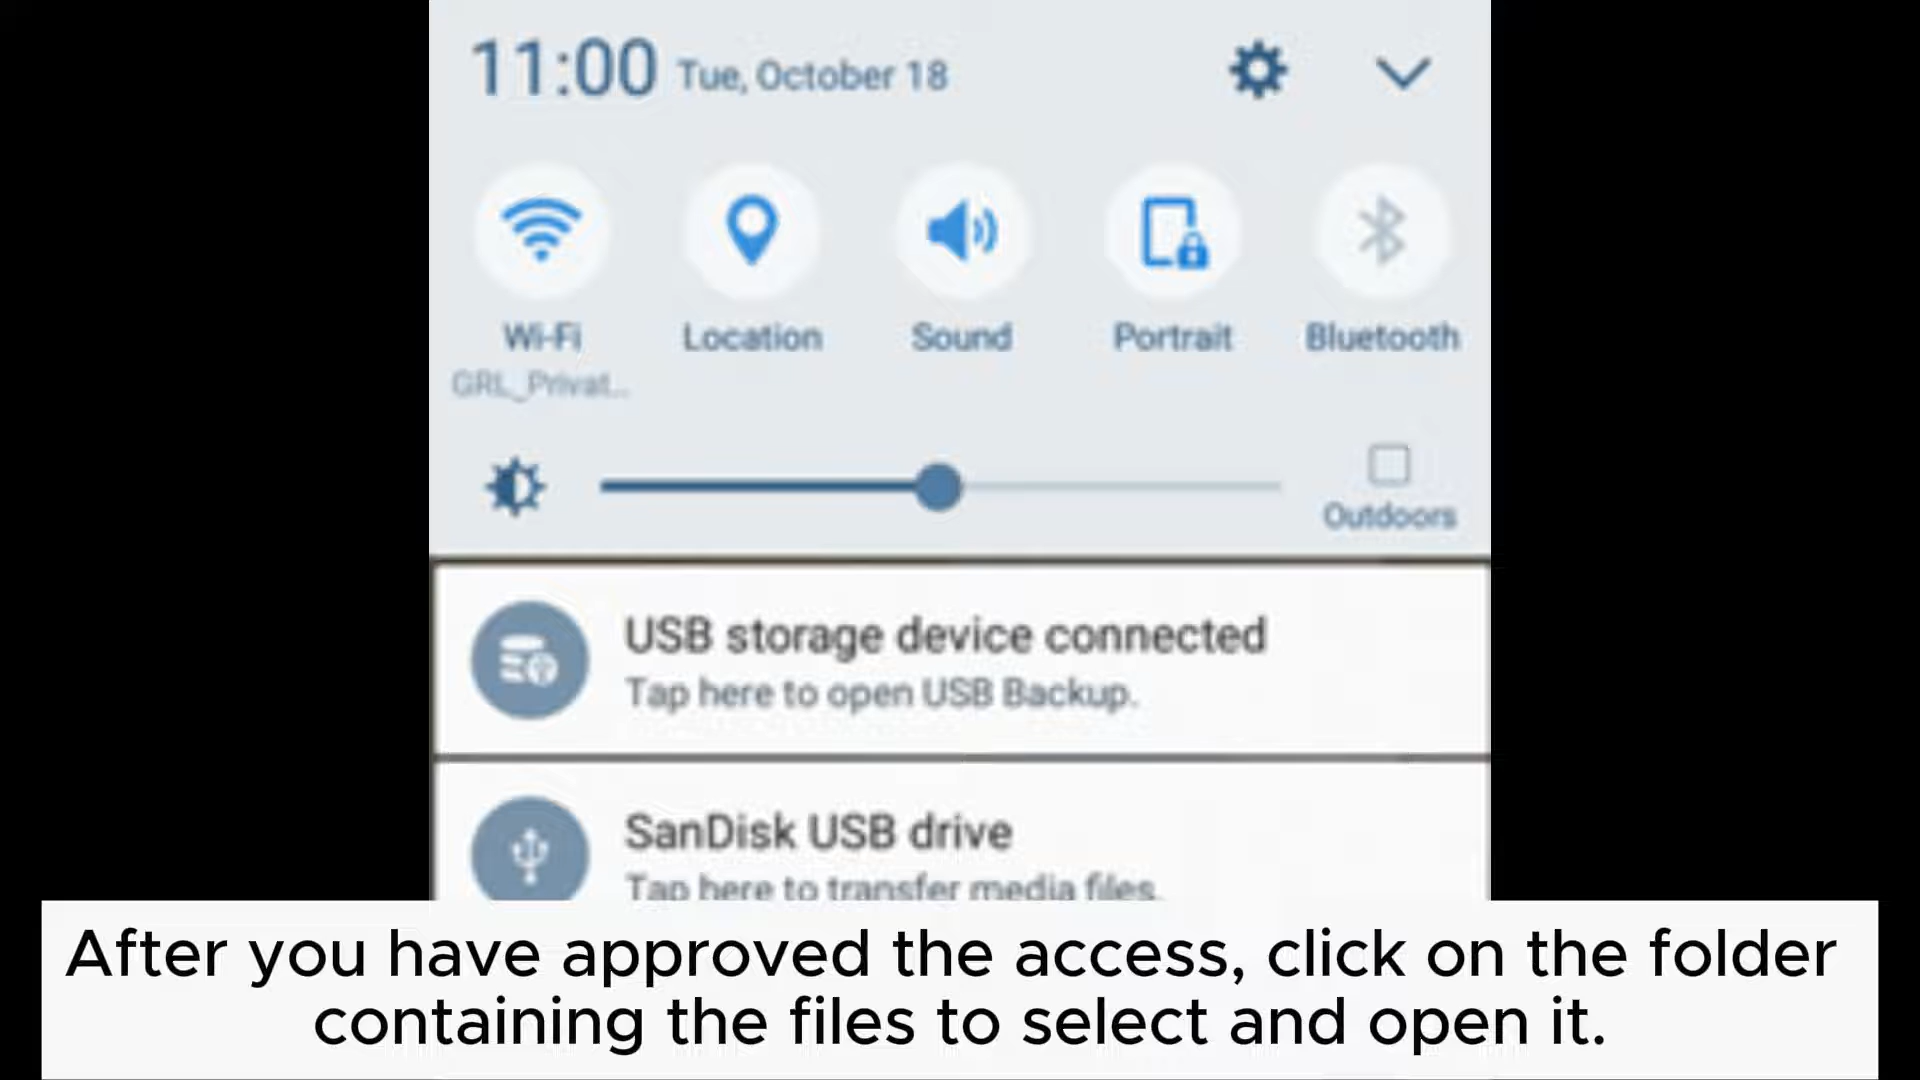 11:00 Tue, October 18
Wi-Fi Location Sound Portrait Bluetooth
GRL_Privat...
Outdoors
USB storage device connected
Tap here to open USB Backup.
SanDisk USB drive
Tap here to transfer media files.
After you have approved the access, click on the folder
containing the files to select and open it.